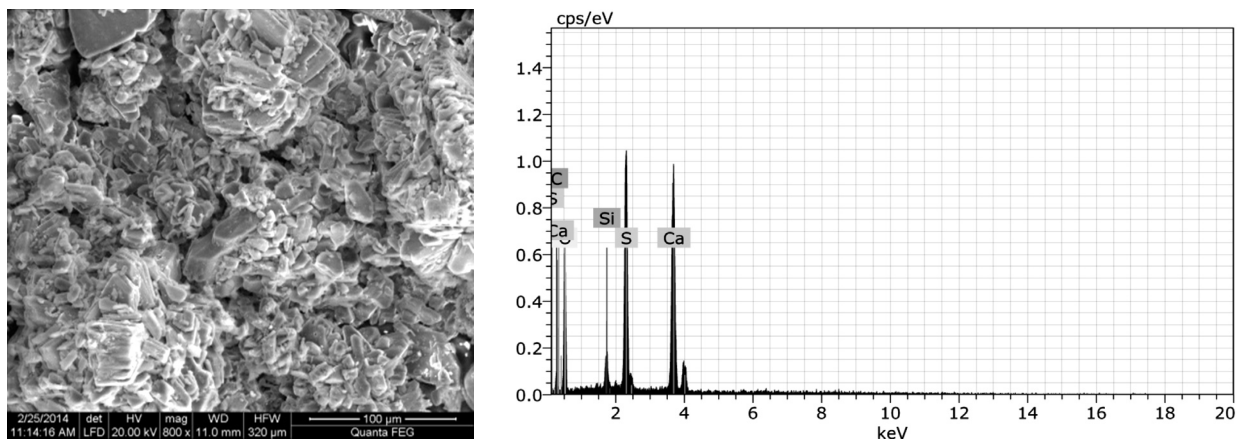 2/25/2014 det HV mag WD HFW 100 µm
11:14:16 AM LFD 20.00 kV 800 x 11.0 mm 320 µm Quanta FEG
cps/eV
1.4
1.2
1.0
C
S
0.8
Si
Ca
S
Ca
0.6
0.4
0.2
0.0
2 4 6 8 10 12 14 16 18 20
keV